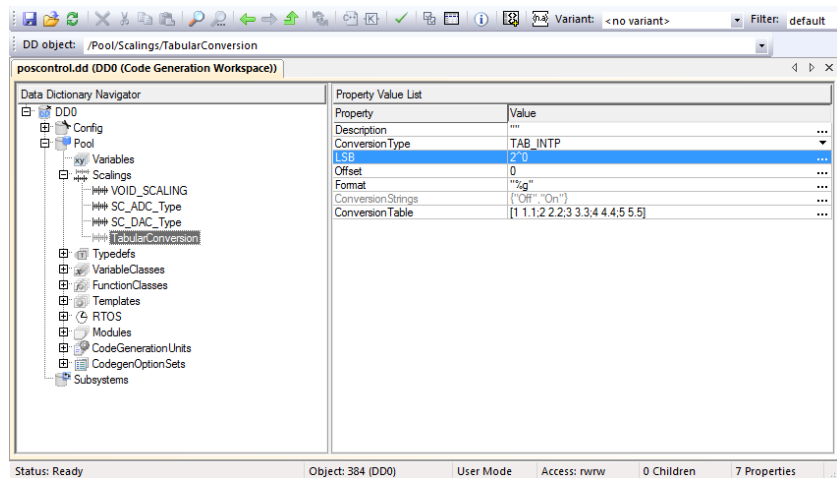 Variant: <no variant> Filter: default
DD object: /Pool/Scalings/TabularConversion
poscontrol.dd (DD0 (Code Generation Workspace))
Data Dictionary Navigator
DD0
Config
Pool
Variables
Scalings
VOID_SCALING
SC_ADC_Type
SC_DAC_Type
TabularConversion
Typedefs
VariableClasses
FunctionClasses
Templates
RTOS
Modules
CodeGenerationUnits
CodegenOptionSets
Subsystems
Property Value List
Property Value
Description "" ...
ConversionType TAB_INTP
LSB 2^0 ...
Offset 0 ...
Format "%g" ...
ConversionStrings {"Off","On"} ...
ConversionTable [1 1.1;2 2.2;3 3.3;4 4.4;5 5.5] ...
Status: Ready Object: 384 (DD0) User Mode Access: rwrw 0 Children 7 Properties